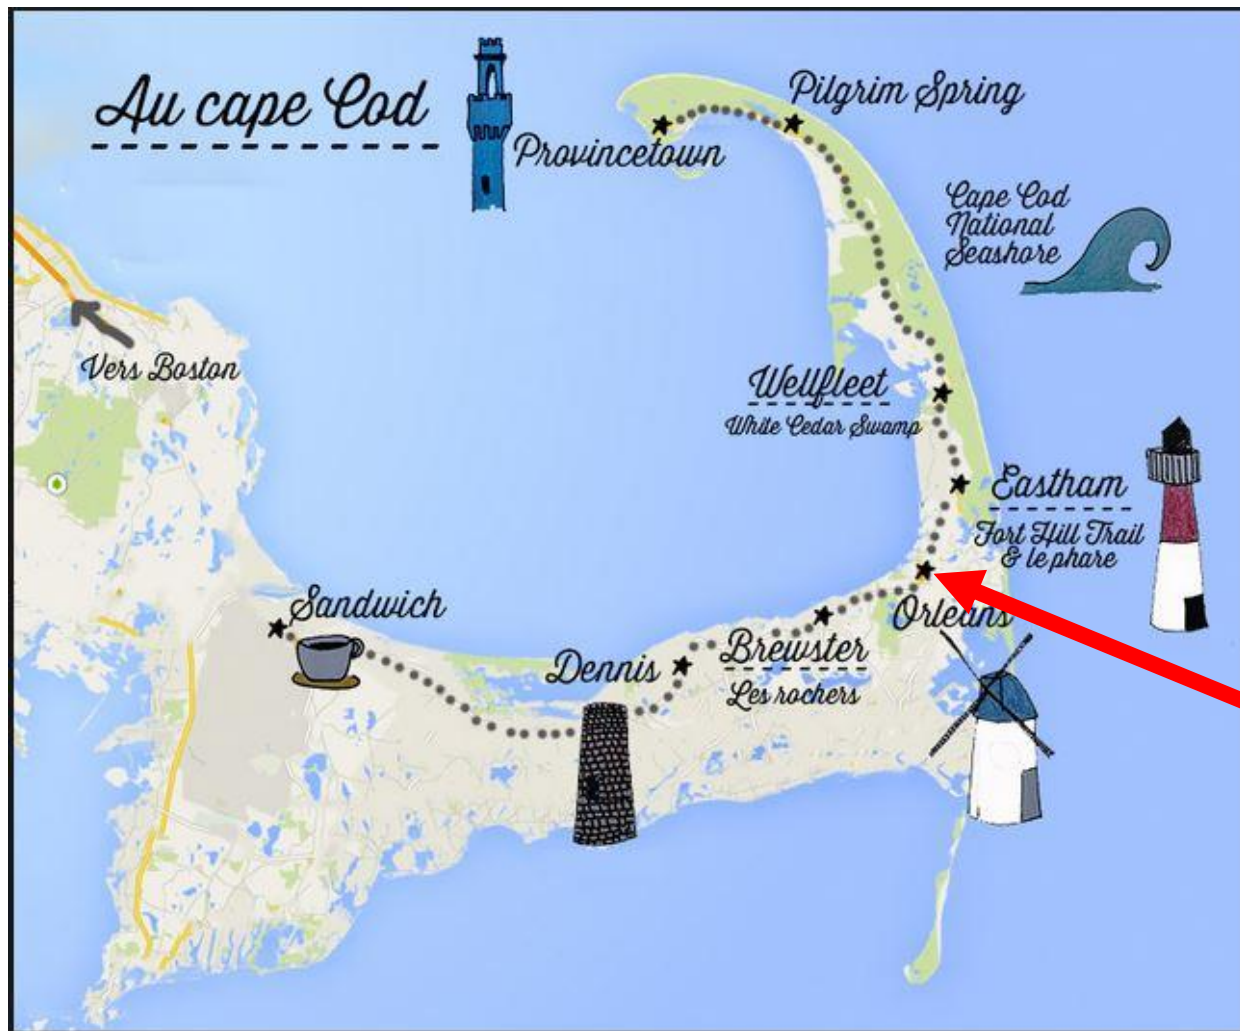 Au cape Cod
Pilgrim Spring
Provincetown
Cape Cod
National
Seashore
Vers Boston
Wellfleet
White Cedar Swamp
Eastham
Fort Hill Trail
& le phare
Sandwich
Orleans
Dennis
Brewster
Les rochers